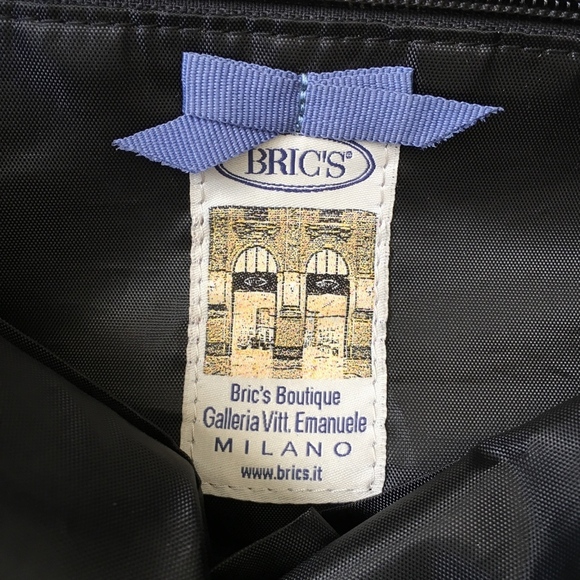 BRIC'S®
Bric's Boutique
Galleria Vitt. Emanuele
MILANO
www.brics.it